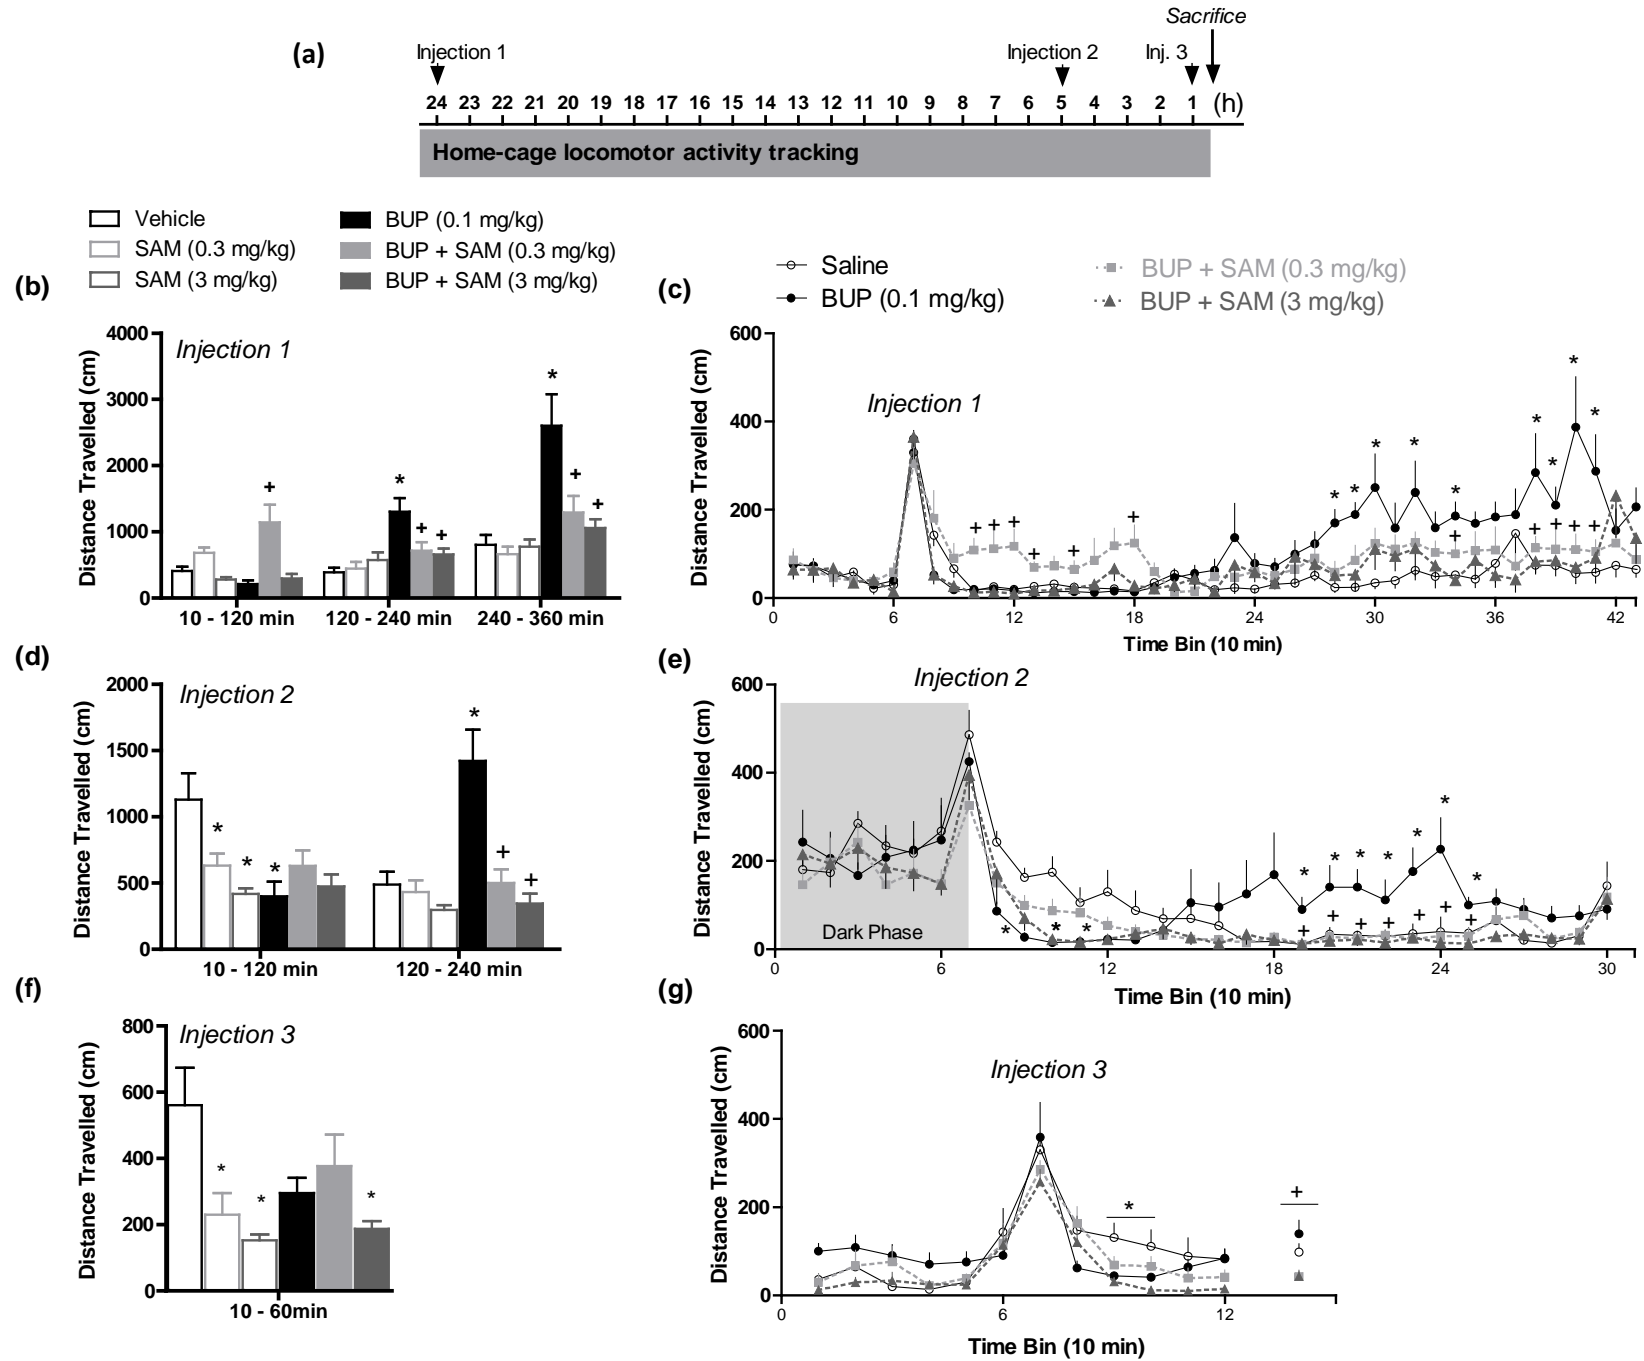 Sacrifice
(a)
Injection 1
Injection 2
Inj. 3
24 23 22 21 20 19 18 17 16 15 14 13 12 11 10 9 8 7 6 5 4 3 2 1 (h)
Home-cage locomotor activity tracking
Vehicle
SAM (0.3 mg/kg)
SAM (3 mg/kg)
BUP (0.1 mg/kg)
BUP + SAM (0.3 mg/kg)
BUP + SAM (3 mg/kg)
Saline
BUP (0.1 mg/kg)
BUP + SAM (0.3 mg/kg)
BUP + SAM (3 mg/kg)
(b)
Injection 1
Distance Travelled (cm)
4000
3000
2000
1000
0
* + * + + * + +
10 - 120 min
120 - 240 min
240 - 360 min
(c)
Injection 1
Distance Travelled (cm)
600
400
200
0
+ + + + + + * * * * * + * * * * + + + +
0 6 12 18 24 30 36 42
Time Bin (10 min)
(d)
Injection 2
Distance Travelled (cm)
2000
1500
1000
500
0
* * * * + +
10 - 120 min
120 - 240 min
(e)
Injection 2
Distance Travelled (cm)
600
400
200
0
Dark Phase
* * * * * * * * * * + + + + + + +
0 6 12 18 24 30
Time Bin (10 min)
(f)
Injection 3
Distance Travelled (cm)
800
600
400
200
0
* * *
10 - 60min
(g)
Injection 3
Distance Travelled (cm)
600
400
200
0
* +
0 6 12
Time Bin (10 min)